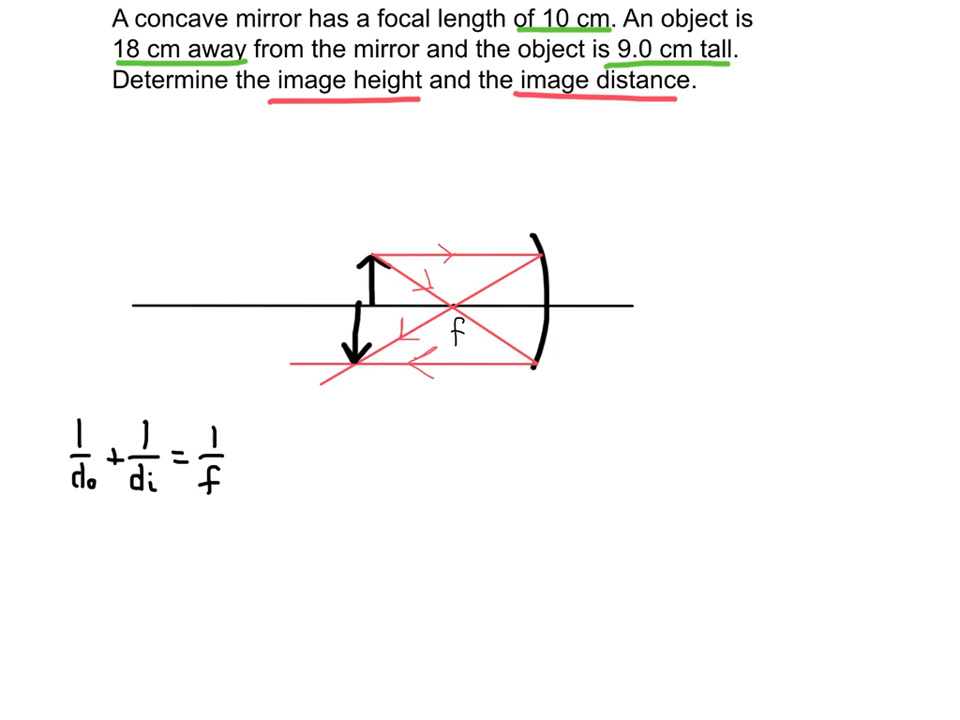 A concave mirror has a focal length of 10 cm. An object is
18 cm away from the mirror and the object is 9.0 cm tall.
Determine the image height and the image distance.
f
1/do + 1/di = 1/f